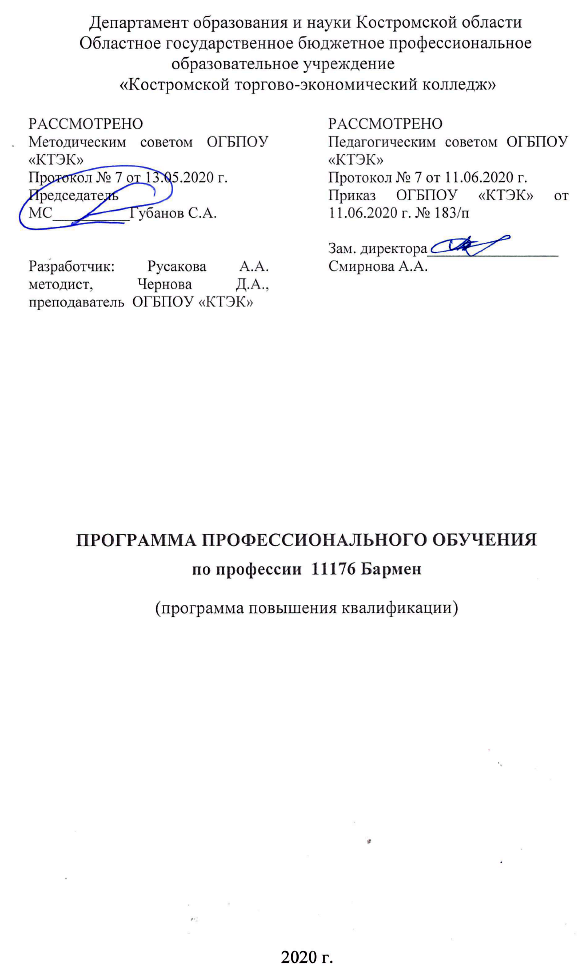 Департамент образования и науки Костромской области
Областное государственное бюджетное профессиональное
образовательное учреждение
«Костромской торгово-экономический колледж»
РАССМОТРЕНО
Методическим советом ОГБПОУ
«КТЭК»
Протокол № 7 от 13.05.2020 г.
Председатель
МС__________Губанов С.А.
Разработчик: Русакова А.А.
методист, Чернова Д.А.,
преподаватель ОГБПОУ «КТЭК»
РАССМОТРЕНО
Педагогическим советом ОГБПОУ
«КТЭК»
Протокол № 7 от 11.06.2020 г.
Приказ ОГБПОУ «КТЭК» от
11.06.2020 г. № 183/п
Зам. директора_________________
Смирнова А.А.
ПРОГРАММА ПРОФЕССИОНАЛЬНОГО ОБУЧЕНИЯ
по профессии 11176 Бармен
(программа повышения квалификации)
2020 г.